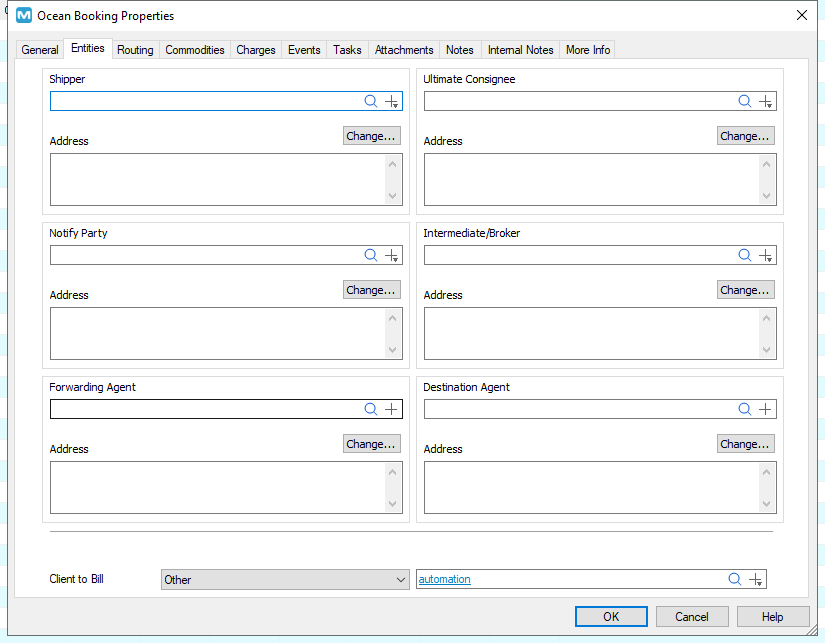 M Ocean Booking Properties
General Entities Routing Commodities Charges Events Tasks Attachments Notes Internal Notes More Info
Shipper
Ultimate Consignee
Address Change...
Address Change...
Notify Party
Intermediate/Broker
Address Change...
Address Change...
Forwarding Agent
Destination Agent
Address Change...
Address Change...
Client to Bill Other automation
OK Cancel Help